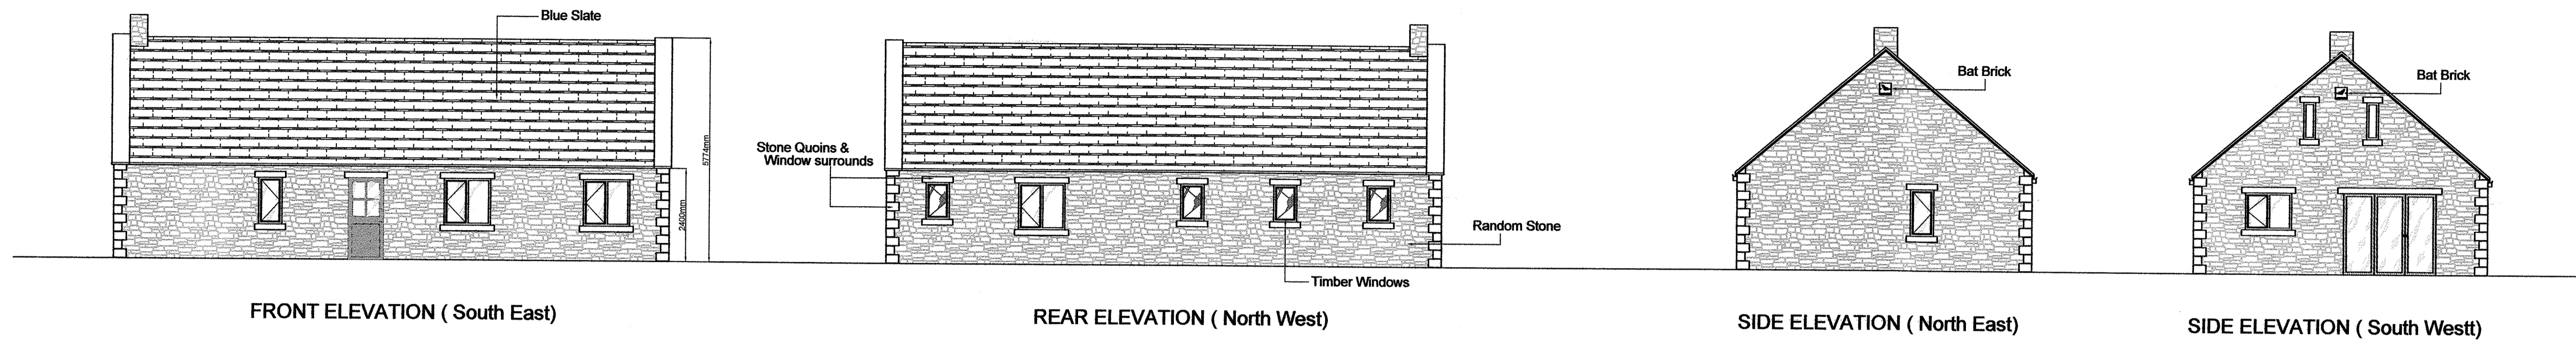 Blue Slate
5774mm
2400mm
FRONT ELEVATION ( South East)
Stone Quoins &
Window surrounds
Random Stone
Timber Windows
REAR ELEVATION ( North West)
Bat Brick
SIDE ELEVATION ( North East)
Bat Brick
SIDE ELEVATION ( South Westt)